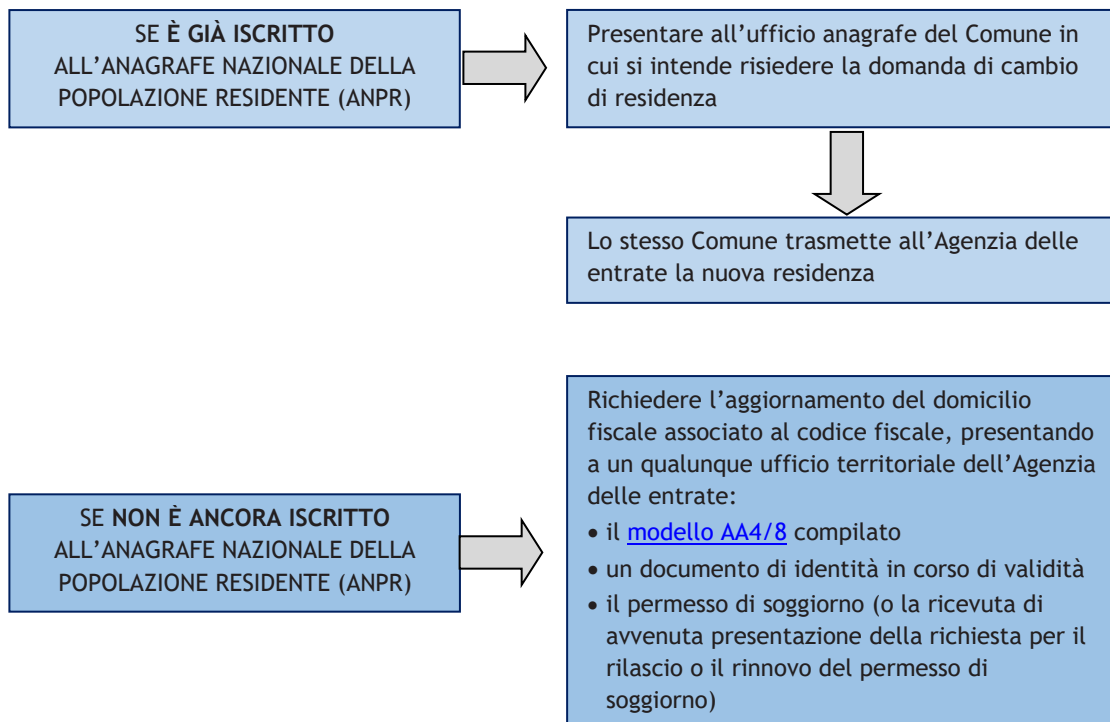 SE È GIÀ ISCRITTO
ALL’ANAGRAFE NAZIONALE DELLA
POPOLAZIONE RESIDENTE (ANPR)
Presentare all’ufficio anagrafe del Comune in
cui si intende risiedere la domanda di cambio
di residenza
Lo stesso Comune trasmette all’Agenzia delle
entrate la nuova residenza
SE NON È ANCORA ISCRITTO
ALL’ANAGRAFE NAZIONALE DELLA
POPOLAZIONE RESIDENTE (ANPR)
Richiedere l’aggiornamento del domicilio
fiscale associato al codice fiscale, presentando
a un qualunque ufficio territoriale dell’Agenzia
delle entrate:
• il modello AA4/8 compilato
• un documento di identità in corso di validità
• il permesso di soggiorno (o la ricevuta di
avvenuta presentazione della richiesta per il
rilascio o il rinnovo del permesso di
soggiorno)